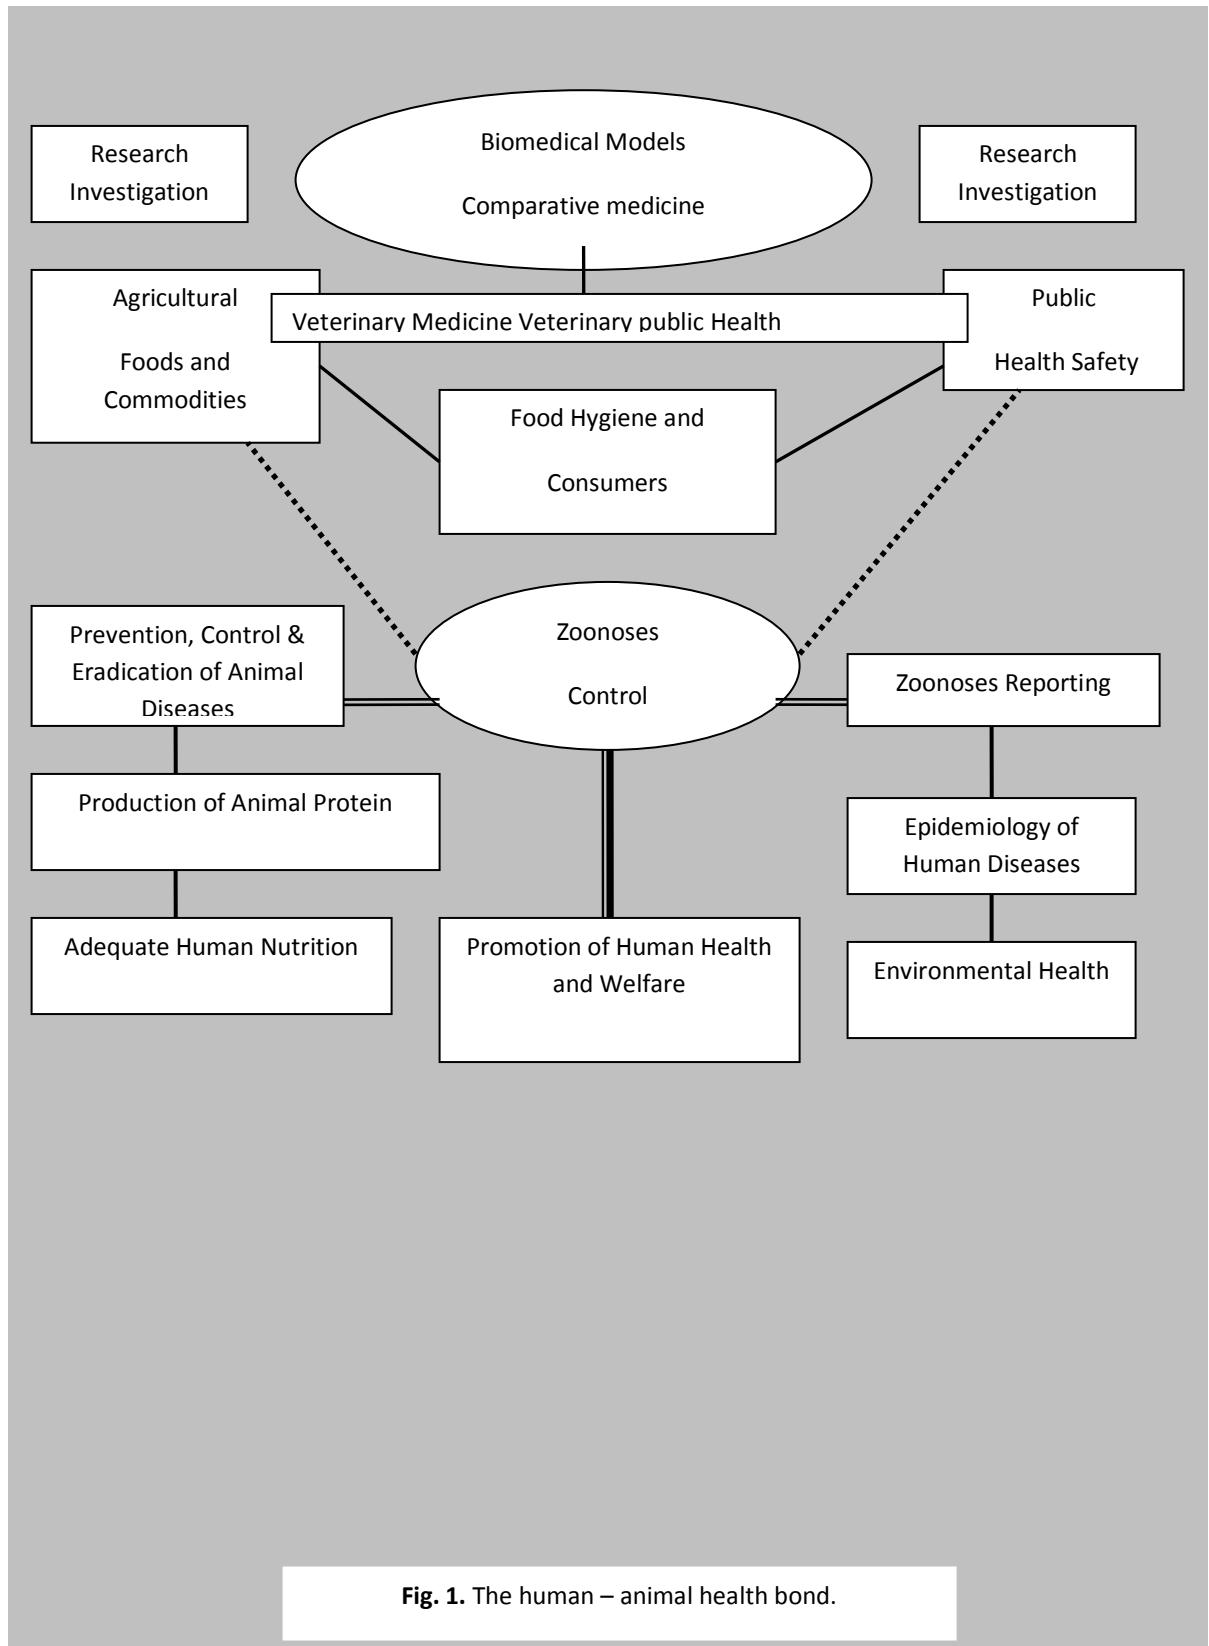 Research
Investigation
Biomedical Models
Comparative medicine
Research
Investigation
Agricultural
Foods and
Commodities
Veterinary Medicine Veterinary public Health
Public
Health Safety
Food Hygiene and
Consumers
Prevention, Control &
Eradication of Animal
Diseases
Zoonoses
Control
Zoonoses Reporting
Production of Animal Protein
Epidemiology of
Human Diseases
Adequate Human Nutrition
Promotion of Human Health
and Welfare
Environmental Health
Fig. 1. The human – animal health bond.